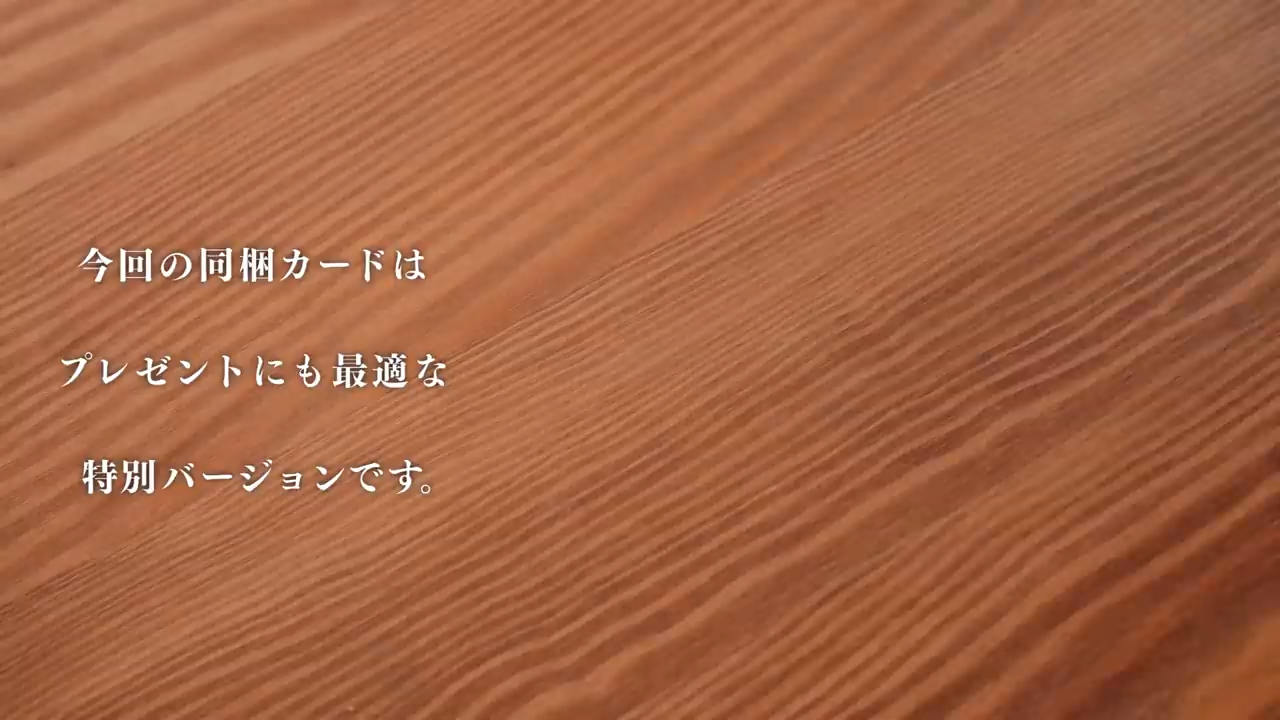 今回の同梱カードは
プレゼントにも最適な
特別バージョンです。